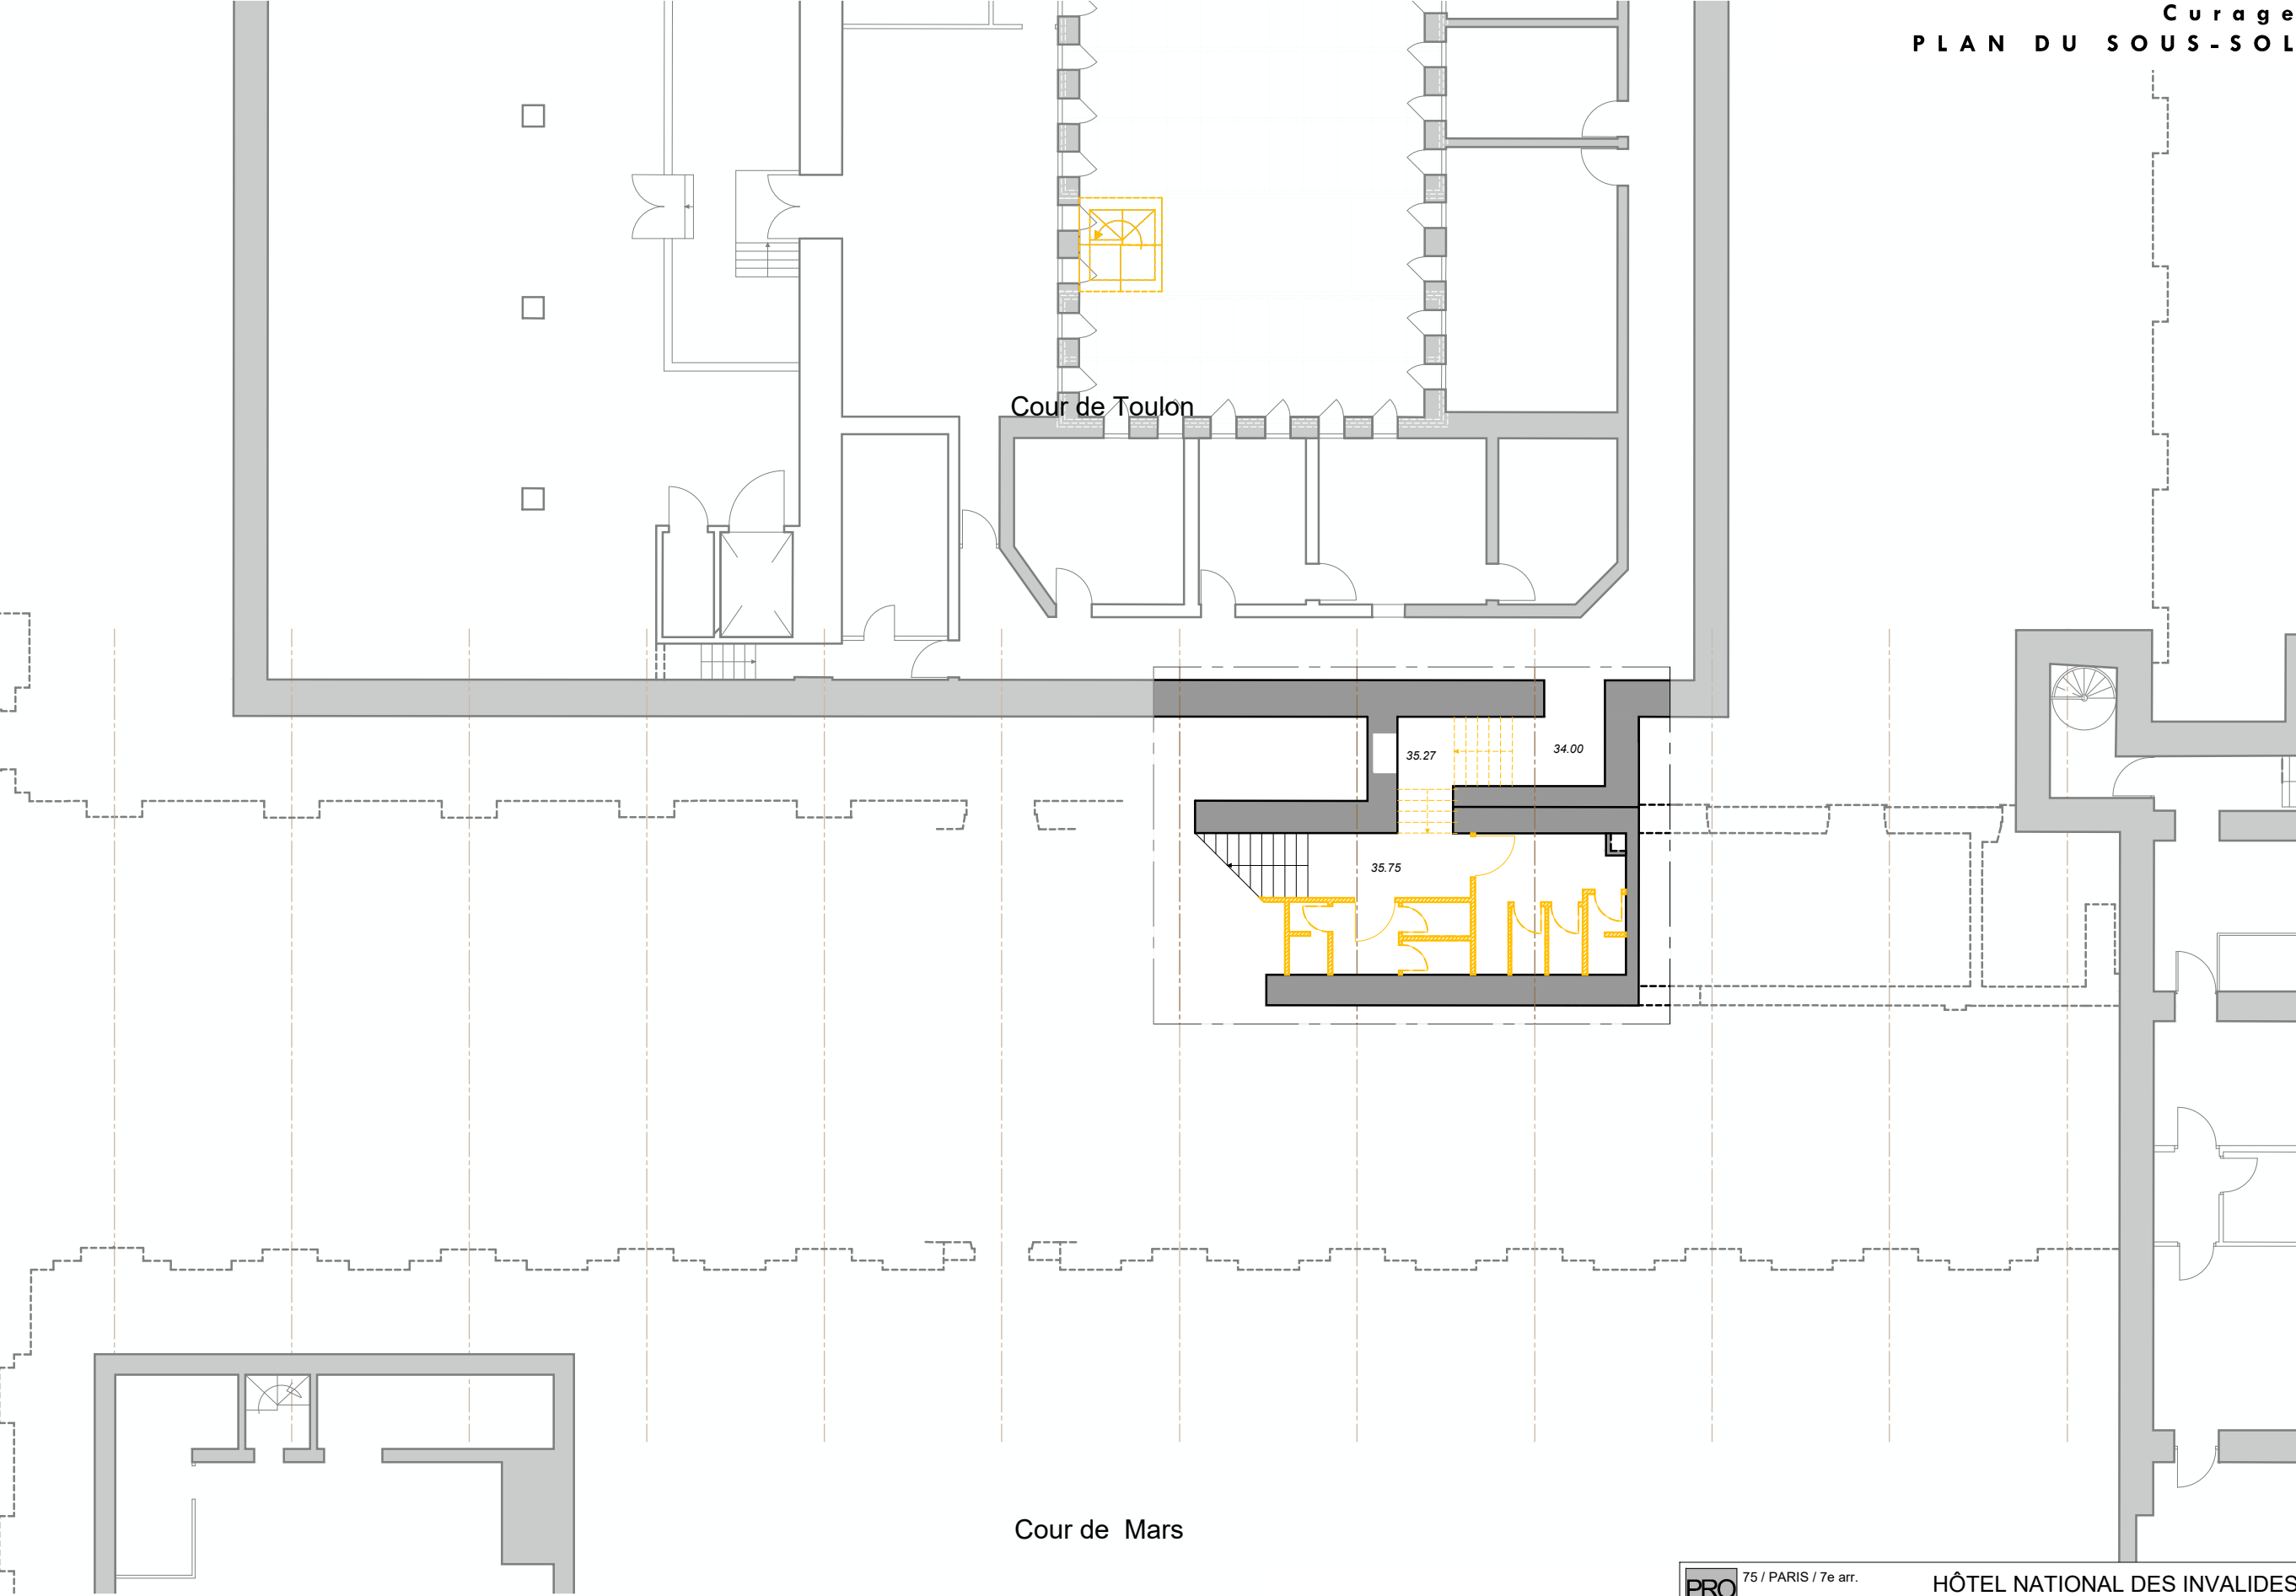 Curage
PLAN DU SOUS-SOL
Cour de Toulon
35.27
34.00
35.75
Cour de Mars
PRO
75 / PARIS / 7e arr.
HÔTEL NATIONAL DES INVALIDES